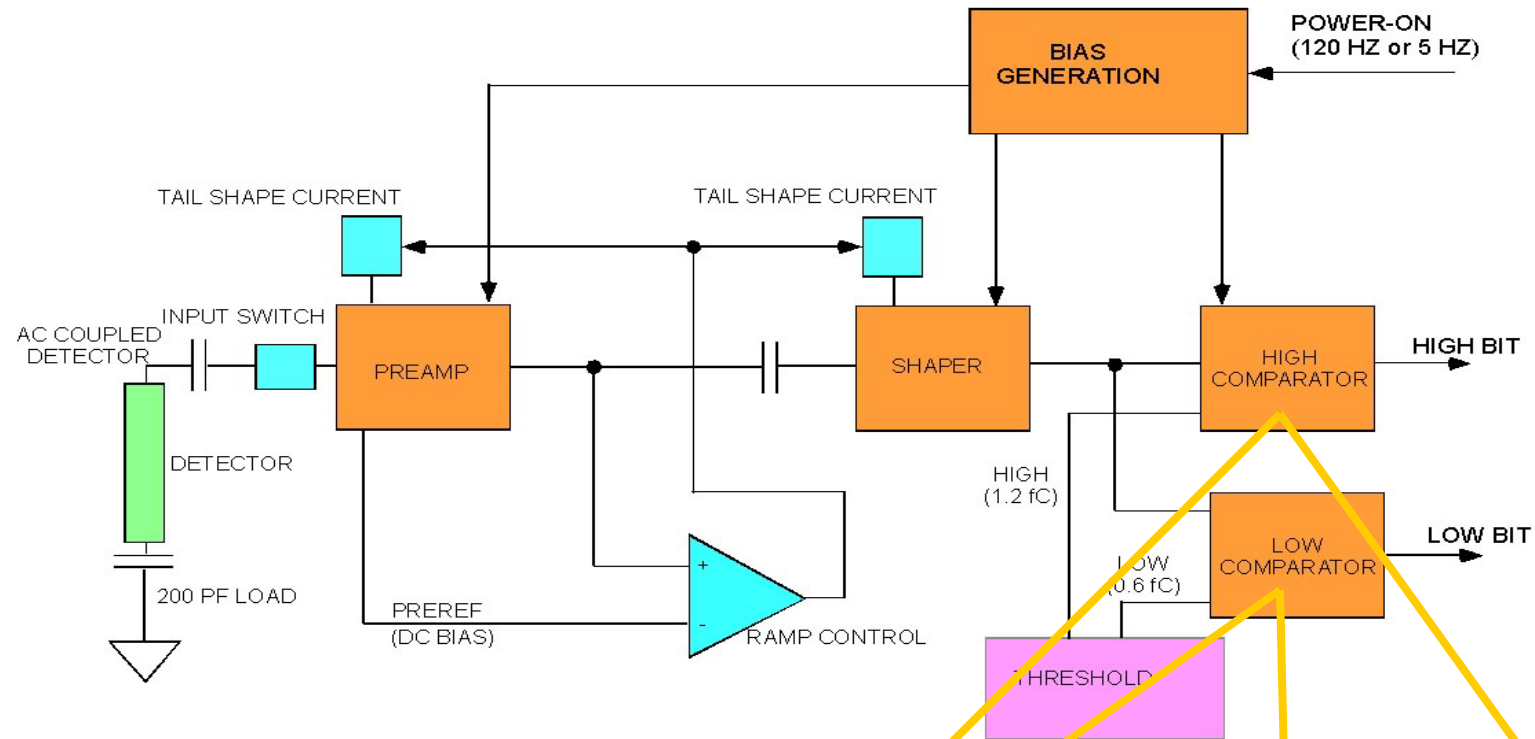 POWER-ON
(120 HZ or 5 HZ)
BIAS
GENERATION
TAIL SHAPE CURRENT
TAIL SHAPE CURRENT
INPUT SWITCH
AC COUPLED
DETECTOR
PREAMP
SHAPER
HIGH
COMPARATOR
HIGH BIT
DETECTOR
HIGH
(1.2 fC)
LOW
COMPARATOR
LOW BIT
LOW
(0.6 fC)
200 PF LOAD
PREREF
(DC BIAS)
+
-
RAMP CONTROL
THRESHOLD